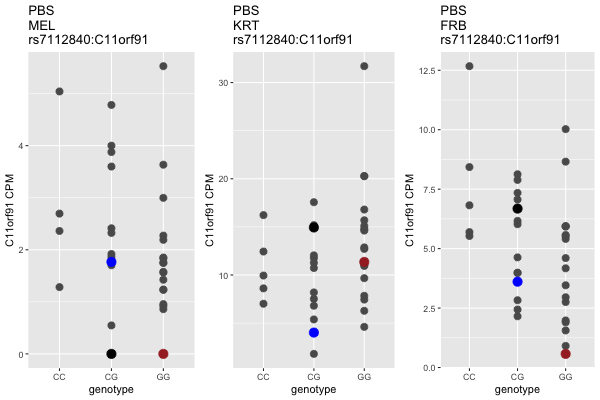 PBS
MEL
rs7112840:C11orf91
C11orf91 CPM
4
2
0
CC
CG
GG
genotype
PBS
KRT
rs7112840:C11orf91
C11orf91 CPM
30
20
10
CC
CG
GG
genotype
PBS
FRB
rs7112840:C11orf91
C11orf91 CPM
12.5
10.0
7.5
5.0
2.5
0.0
CC
CG
GG
genotype